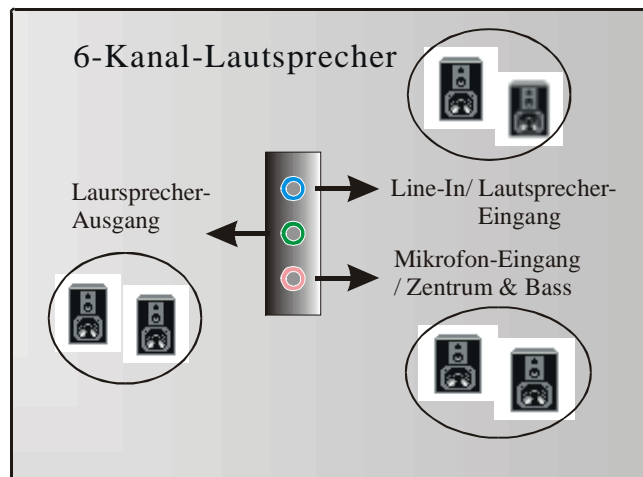 6-Kanal-Lautsprecher
Laursprecher-
Ausgang
Line-In/ Lautsprecher-
Eingang
Mikrofon-Eingang
/ Zentrum & Bass